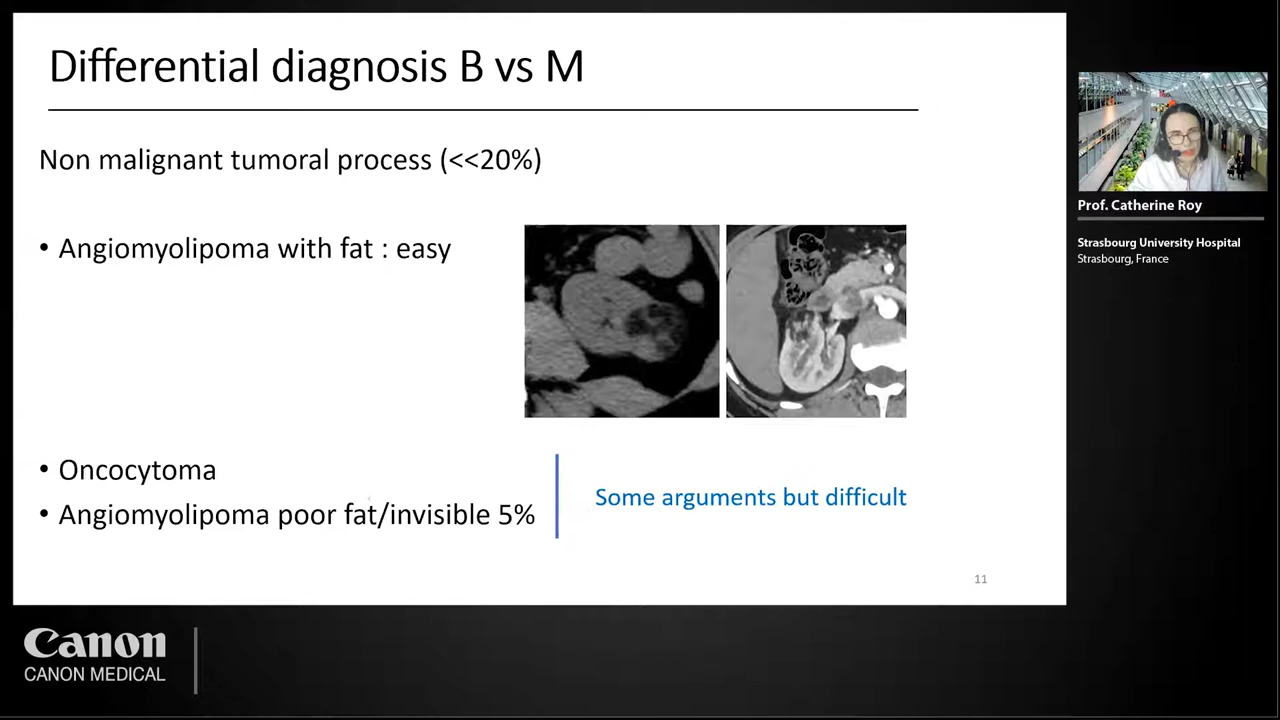 Differential diagnosis B vs M
Non malignant tumoral process (<<20%)
• Angiomyolipoma with fat : easy
• Oncocytoma
• Angiomyolipoma poor fat/invisible 5%
Some arguments but difficult
11
Prof. Catherine Roy
Strasbourg University Hospital
Strasbourg, France
Canon
CANON MEDICAL